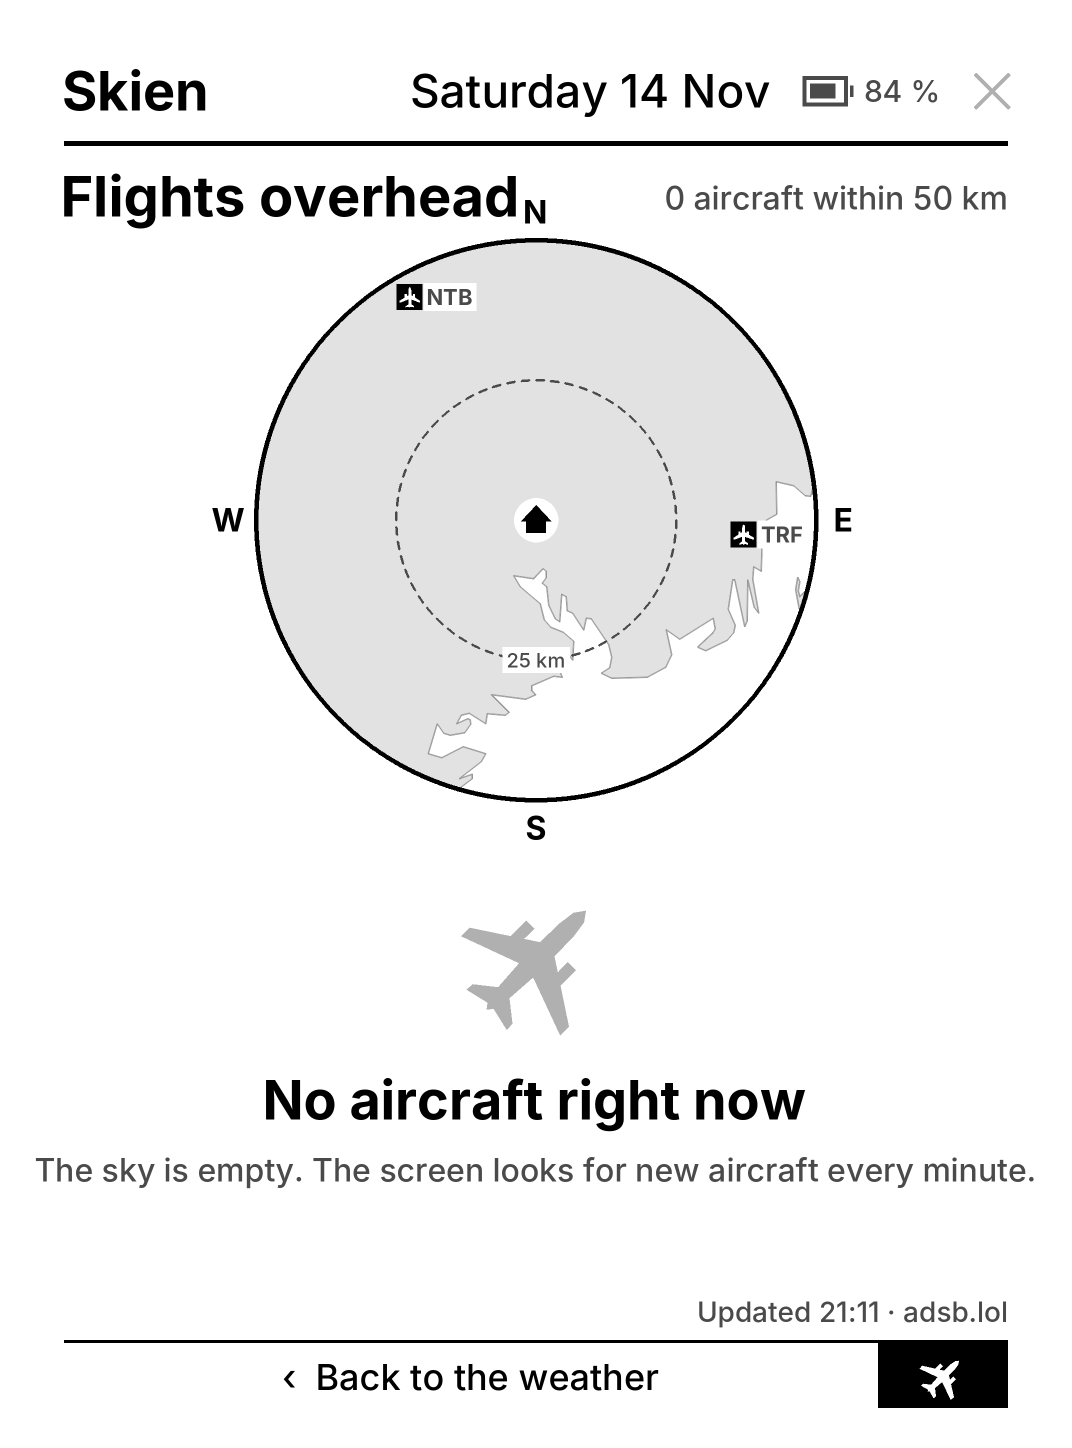 Skien
Saturday 14 Nov
84 %
Flights overhead
0 aircraft within 50 km
N
NTB
W
E
TRF
25 km
S
No aircraft right now
The sky is empty. The screen looks for new aircraft every minute.
Updated 21:11 · adsb.lol
‹ Back to the weather